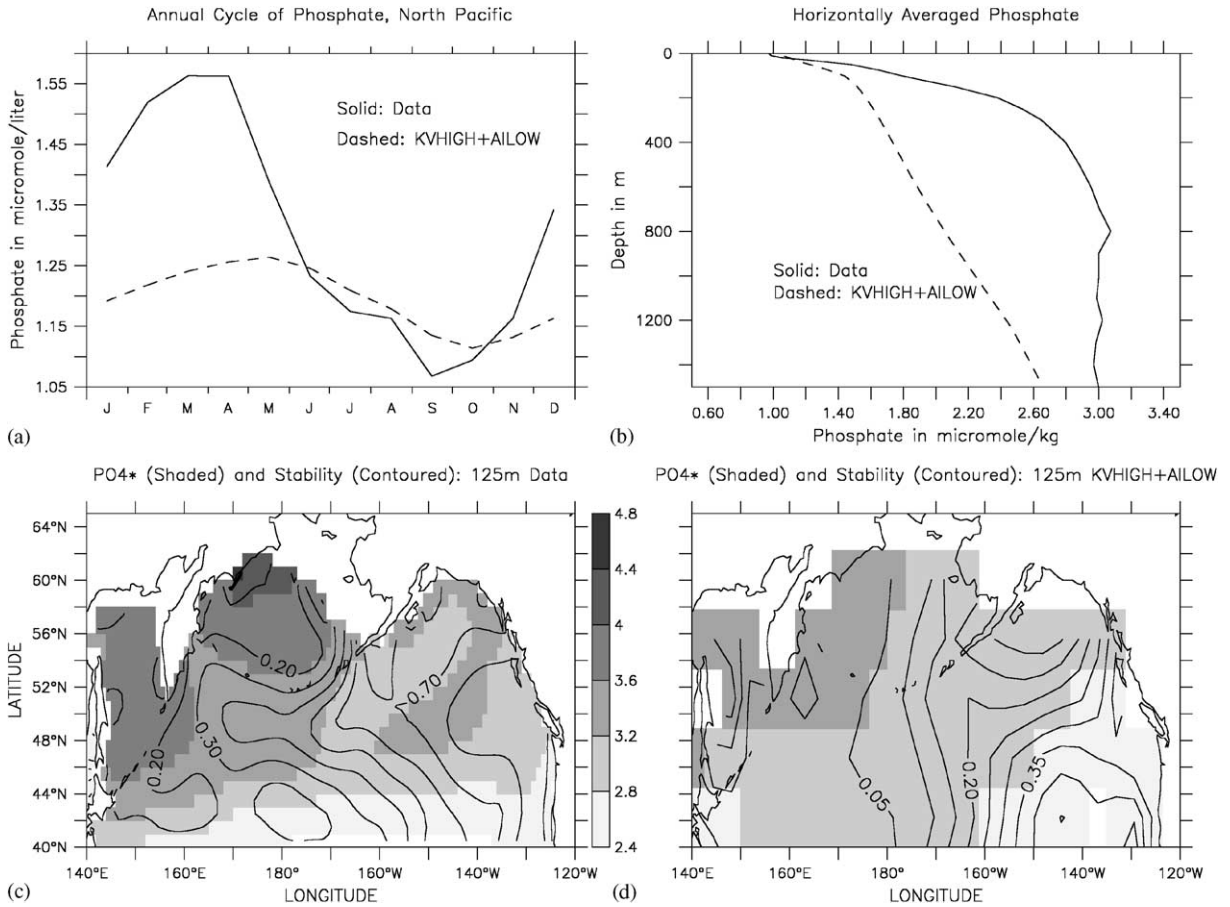 Annual Cycle of Phosphate, North Pacific
Phosphate in micromole/liter
1.55
1.45
1.35
1.25
1.15
1.05
Solid: Data
Dashed: KVHIGH+AILOW
J F M A M J J A S O N D
(a)
Horizontally Averaged Phosphate
Depth in m
0
400
800
1200
Solid: Data
Dashed: KVHIGH+AILOW
0.60 1.00 1.40 1.80 2.20 2.60 3.00 3.40
Phosphate in micromole/kg
(b)
PO4* (Shaded) and Stability (Contoured): 125m Data
LATITUDE
64°N
60°N
56°N
52°N
48°N
44°N
40°N
0.20
0.70
0.30
0.20
140°E 160°E 180° 160°W 140°W 120°W
LONGITUDE
(c)
4.8
4.4
4
3.6
3.2
2.8
2.4
PO4* (Shaded) and Stability (Contoured): 125m KVHIGH+AILOW
0.05
0.20
0.35
140°E 160°E 180° 160°W 140°W 120°W
LONGITUDE
(d)